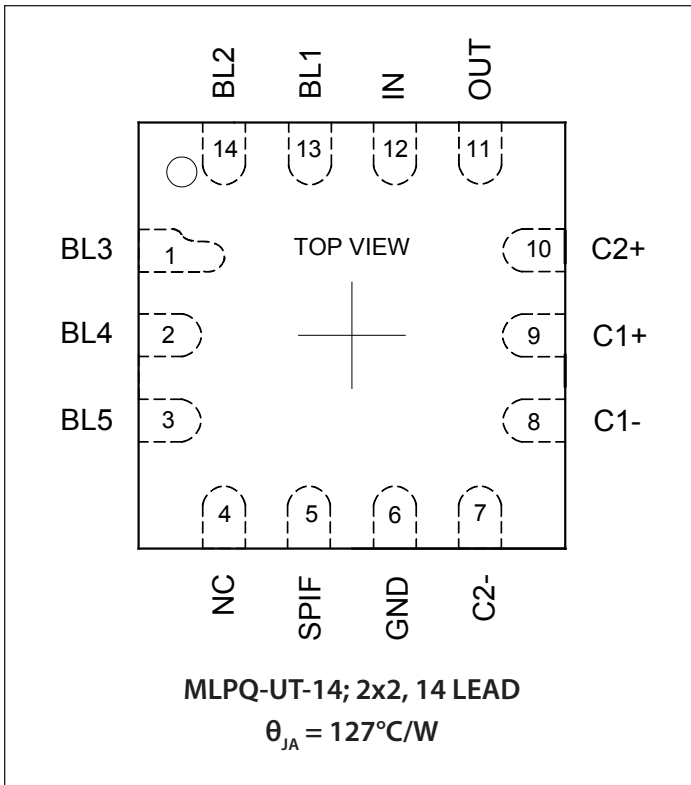 BL2 BL1 IN OUT
14 13 12 11
BL3 1 TOP VIEW 10 C2+
BL4 2 9 C1+
BL5 3 8 C1-
4 5 6 7
NC SPIF GND C2-
MLPQ-UT-14; 2x2, 14 LEAD
θJA = 127°C/W